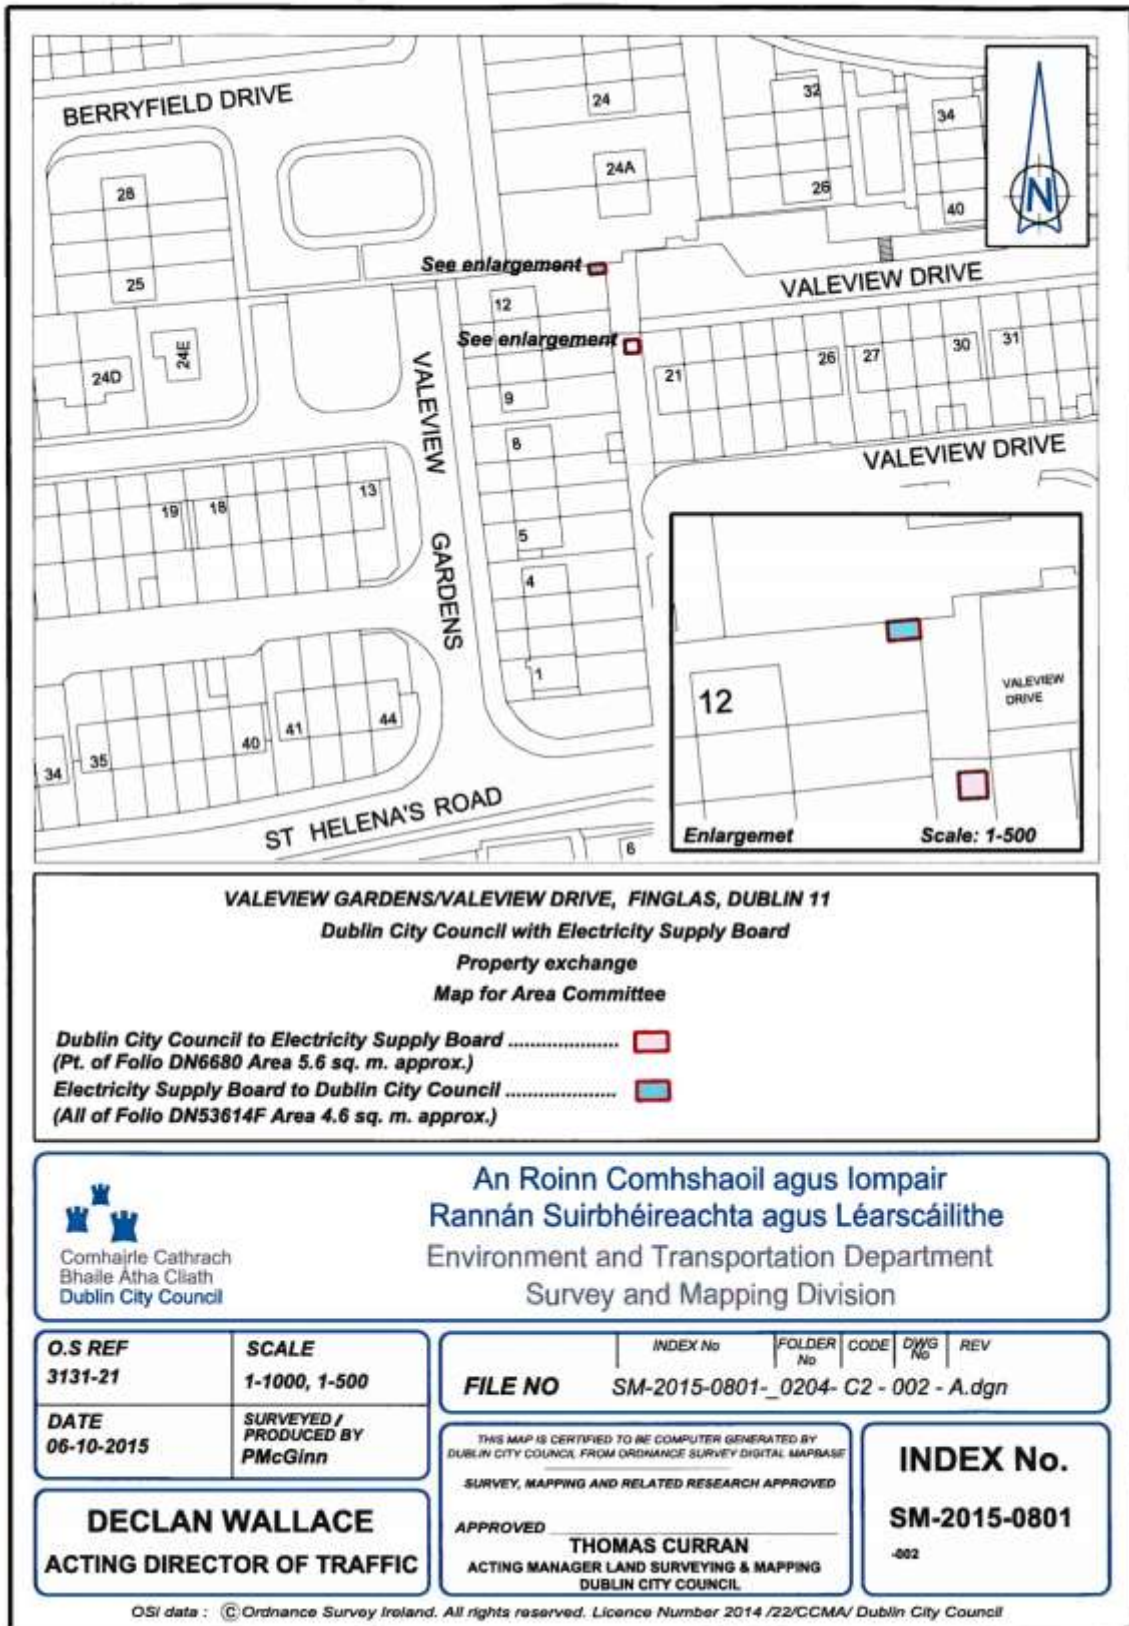 BERRYFIELD DRIVE
24
32
34
24A
26
40
N
28
25
See enlargement
VALEVIEW DRIVE
12
See enlargement
24D
24E
VALEVIEW GARDENS
9
21
26
27
30
31
8
VALEVIEW DRIVE
19
18
13
5
4
1
34
35
40
41
44
ST HELENA'S ROAD
6
12
VALEVIEW
DRIVE
Enlargemet
Scale: 1-500
VALEVIEW GARDENS/VALEVIEW DRIVE, FINGLAS, DUBLIN 11
Dublin City Council with Electricity Supply Board
Property exchange
Map for Area Committee
Dublin City Council to Electricity Supply Board ....................
(Pt. of Folio DN6680 Area 5.6 sq. m. approx.)
Electricity Supply Board to Dublin City Council ....................
(All of Folio DN53614F Area 4.6 sq. m. approx.)
Comhairle Cathrach
Bhaile Átha Cliath
Dublin City Council
An Roinn Comhshaoil agus Iompair
Rannán Suirbhéireachta agus Léarscáilithe
Environment and Transportation Department
Survey and Mapping Division
O.S REF
3131-21
SCALE
1-1000, 1-500
DATE
06-10-2015
SURVEYED /
PRODUCED BY
PMcGinn
INDEX No FOLDER No CODE DWG No REV
FILE NO SM-2015-0801-_0204- C2 - 002 - A.dgn
DECLAN WALLACE
ACTING DIRECTOR OF TRAFFIC
THIS MAP IS CERTIFIED TO BE COMPUTER GENERATED BY
DUBLIN CITY COUNCIL FROM ORDNANCE SURVEY DIGITAL MAPBASE
SURVEY, MAPPING AND RELATED RESEARCH APPROVED
APPROVED
THOMAS CURRAN
ACTING MANAGER LAND SURVEYING & MAPPING
DUBLIN CITY COUNCIL
INDEX No.
SM-2015-0801
-002
OSi data : ©Ordnance Survey Ireland. All rights reserved. Licence Number 2014 /22/CCMA/ Dublin City Council